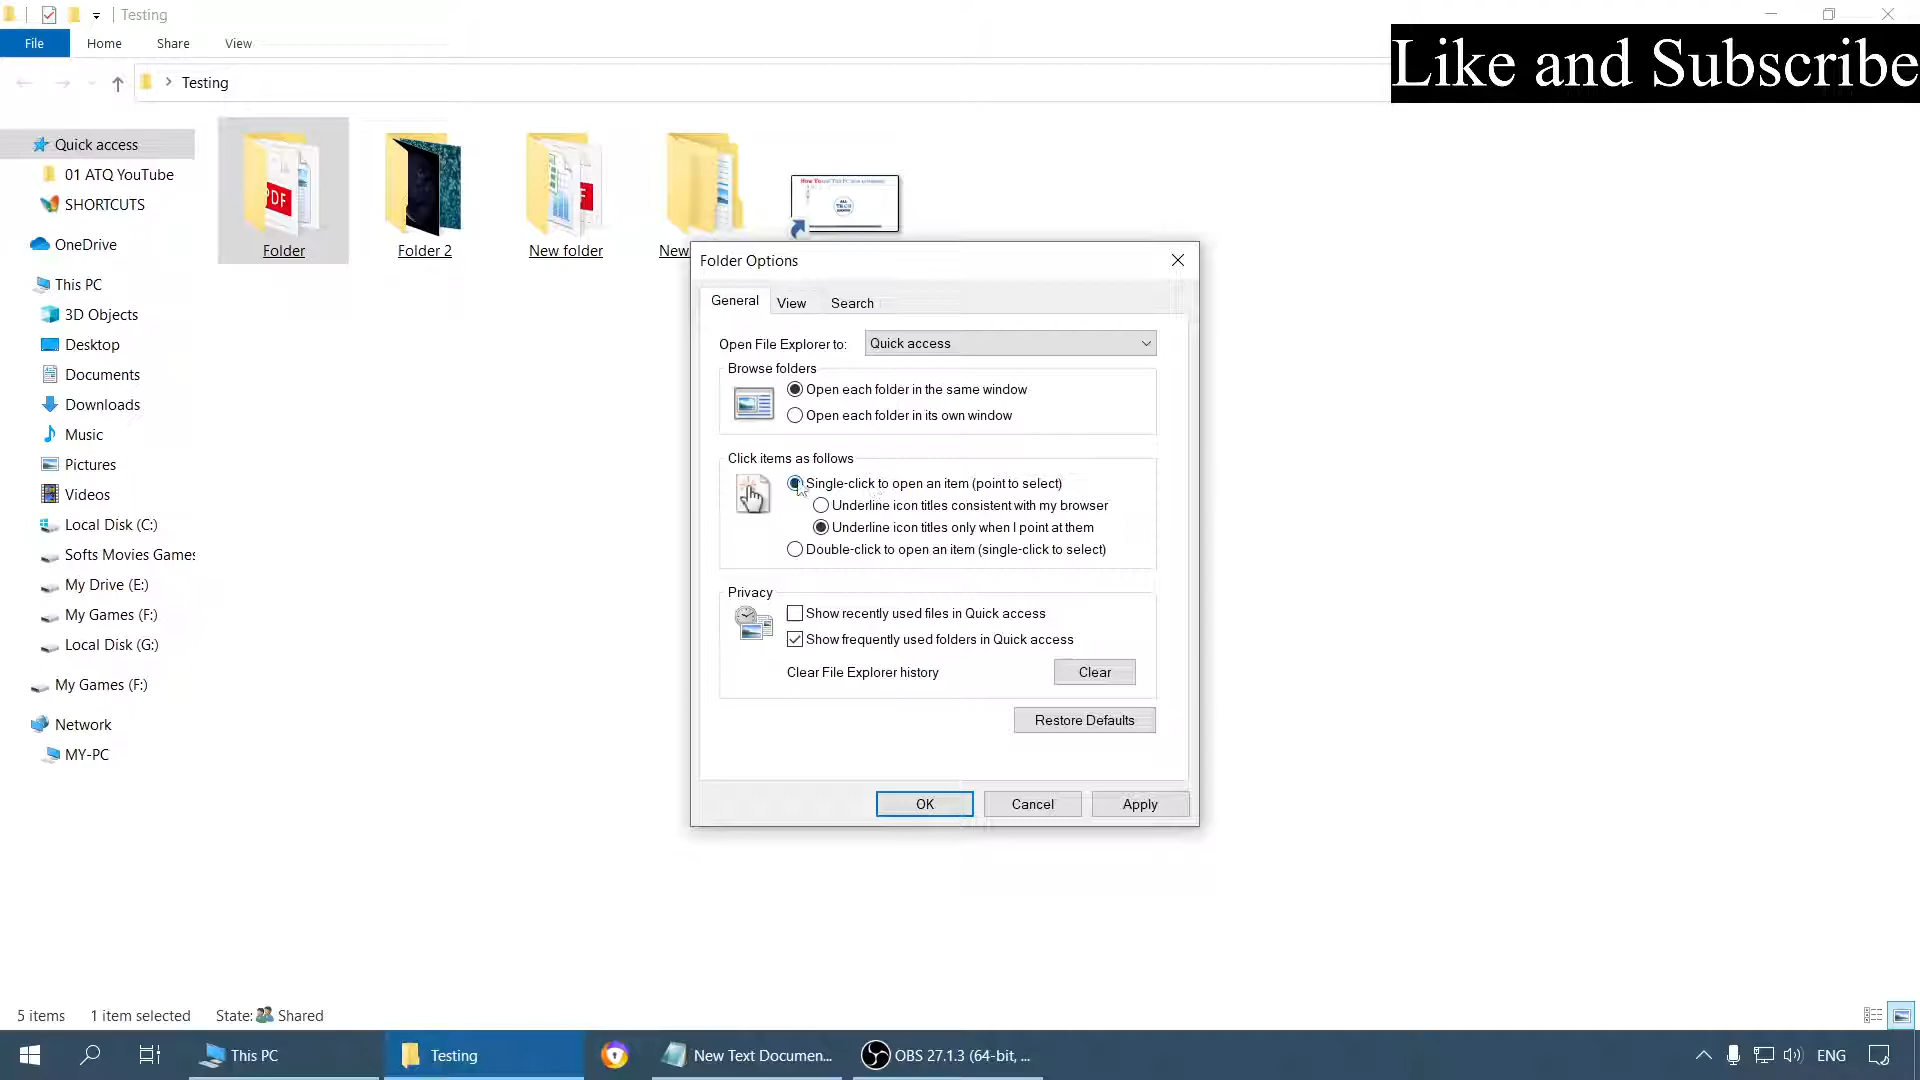 Testing
Like and Subscribe
File
Home
Share
View
Testing
Quick access
01 ATQ YouTube
SHORTCUTS
OneDrive
This PC
3D Objects
Desktop
Documents
Downloads
Music
Pictures
Videos
Local Disk (C:)
Softs Movies Games
My Drive (E:)
My Games (F:)
Local Disk (G:)
My Games (F:)
Network
MY-PC
PDF
Folder
Folder 2
New folder
New
Folder Options
General
View
Search
Open File Explorer to:
Quick access
Browse folders
Open each folder in the same window
Open each folder in its own window
Click items as follows
Single-click to open an item (point to select)
Underline icon titles consistent with my browser
Underline icon titles only when I point at them
Double-click to open an item (single-click to select)
Privacy
Show recently used files in Quick access
Show frequently used folders in Quick access
Clear File Explorer history
Clear
Restore Defaults
OK
Cancel
Apply
5 items
1 item selected
State:
Shared
This PC
Testing
New Text Documen...
OBS 27.1.3 (64-bit, ...
ENG